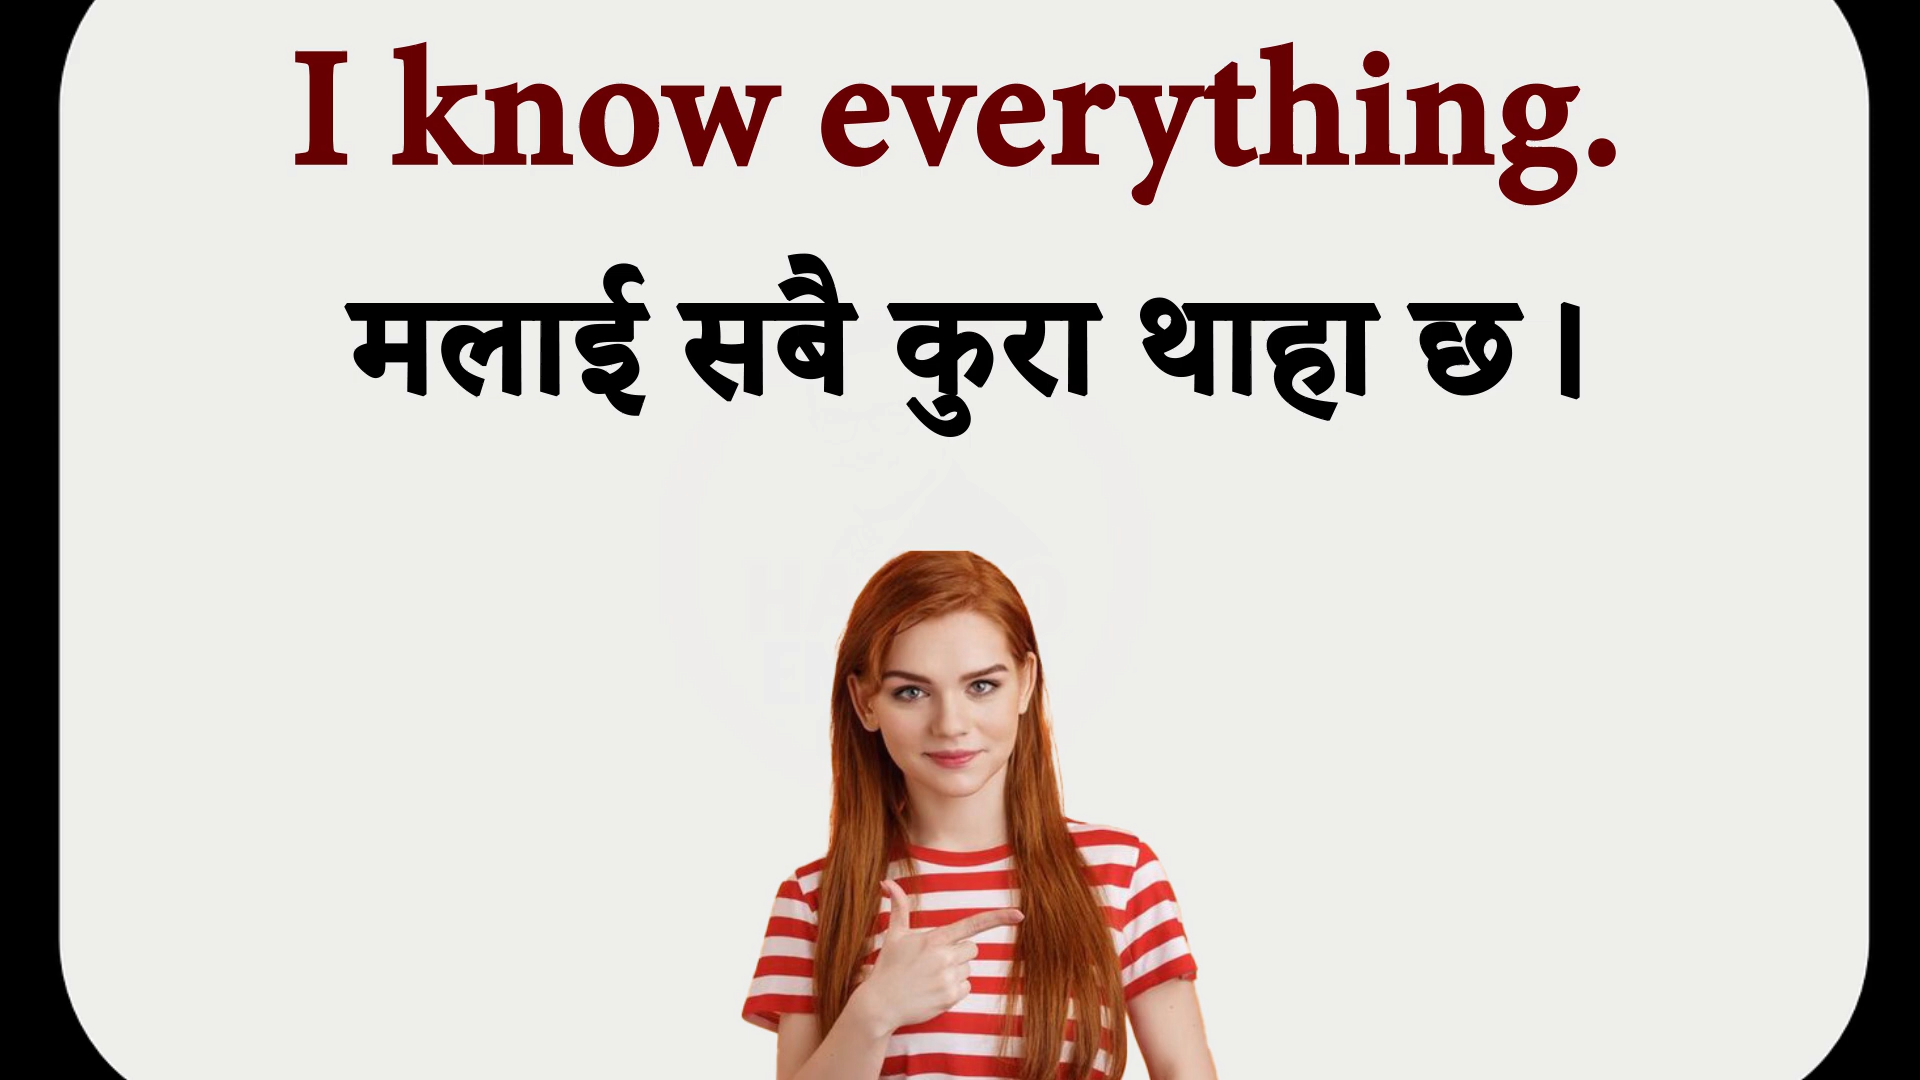 I know everything.
मलाई सबै कुरा थाहा छ ।